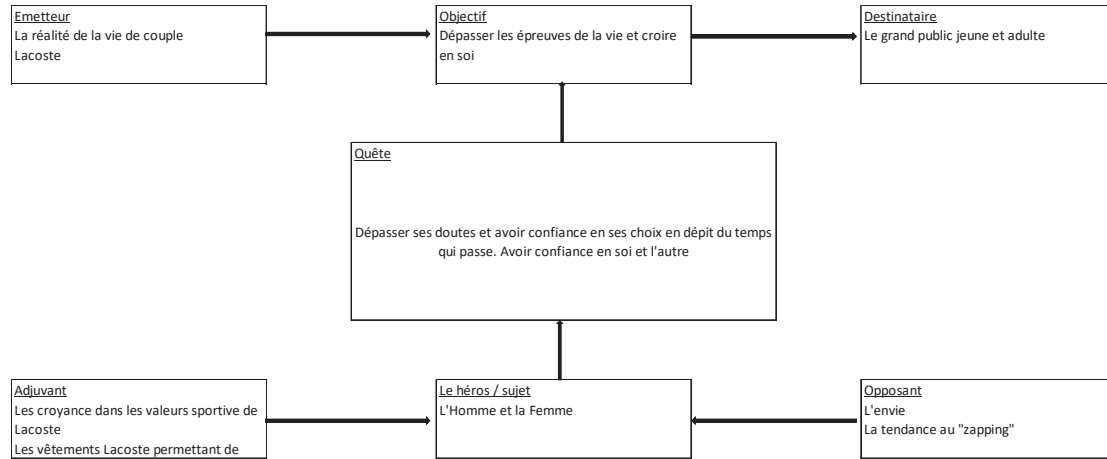 Emetteur
La réalité de la vie de couple
Lacoste
Objectif
Dépasser les épreuves de la vie et croire
en soi
Destinataire
Le grand public jeune et adulte
Quête
Dépasser ses doutes et avoir confiance en ses choix en dépit du temps
qui passe. Avoir confiance en soi et l'autre
Adjuvant
Les croyance dans les valeurs sportive de
Lacoste
Les vêtements Lacoste permettant de
Le héros / sujet
L'Homme et la Femme
Opposant
L'envie
La tendance au "zapping"